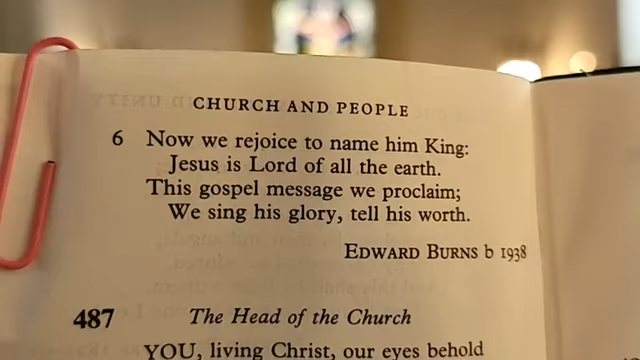 CHURCH AND PEOPLE
6 Now we rejoice to name him King:
Jesus is Lord of all the earth.
This gospel message we proclaim;
We sing his glory, tell his worth.
EDWARD BURNS b 1938
487 The Head of the Church
YOU, living Christ, our eyes behold